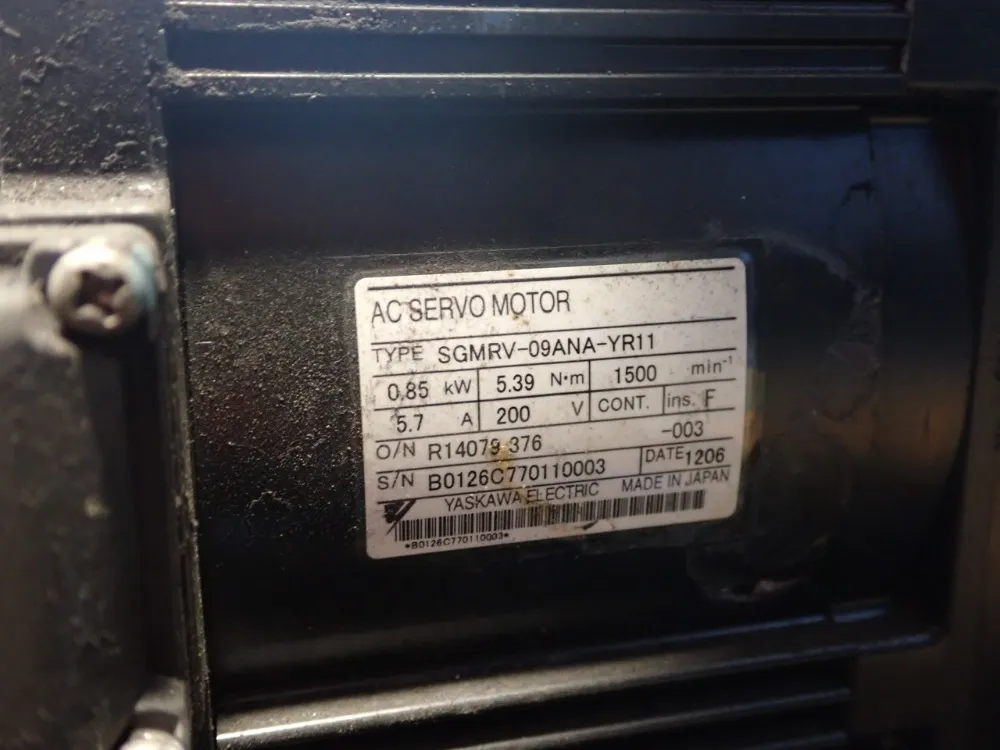 AC SERVO MOTOR
TYPE SGMRV-09ANA-YR11
0.85 kW 5.39 N·m 1500 min-1
5.7 A 200 V CONT. ins. F
O/N R14079 376 -003
S/N B0126C770110003 DATE 1206
YASKAWA ELECTRIC MADE IN JAPAN
*B0126C770110003*